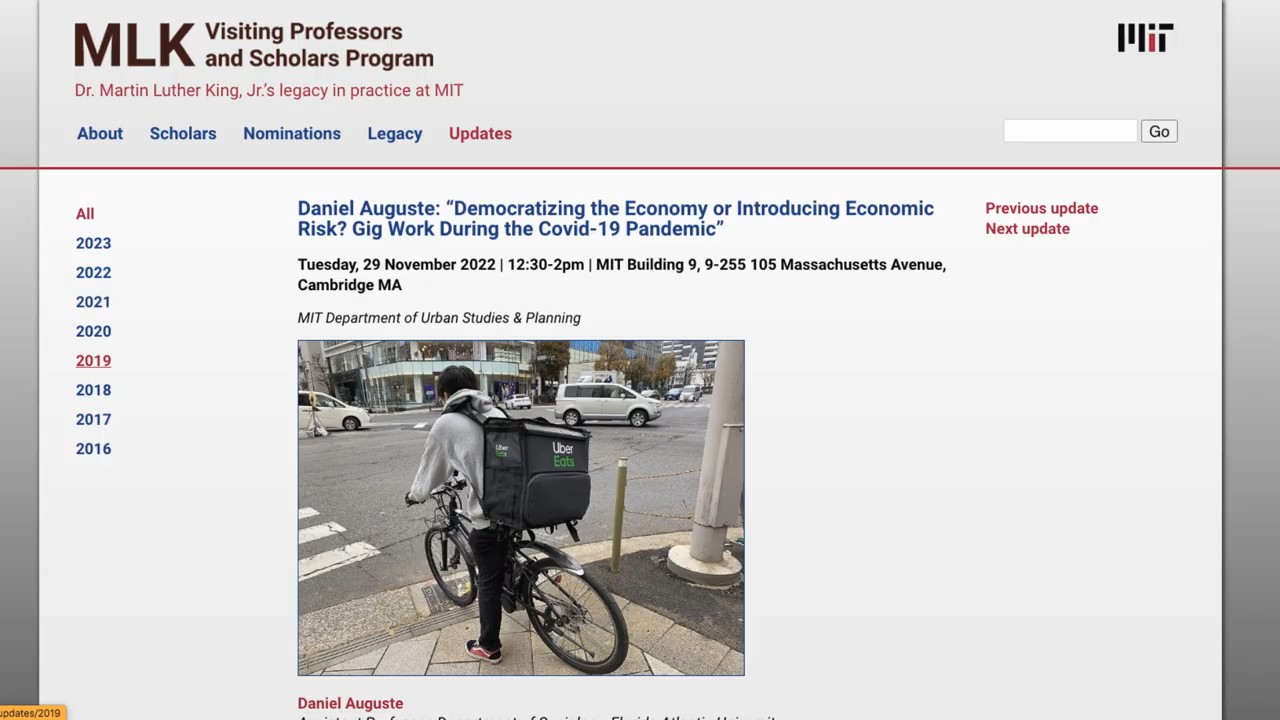 MLK Visiting Professors
and Scholars Program
MIT
Dr. Martin Luther King, Jr.’s legacy in practice at MIT
About Scholars Nominations Legacy Updates
Go
All
2023
2022
2021
2020
2019
2018
2017
2016
Daniel Auguste: “Democratizing the Economy or Introducing Economic
Risk? Gig Work During the Covid-19 Pandemic”
Tuesday, 29 November 2022 | 12:30-2pm | MIT Building 9, 9-255 105 Massachusetts Avenue,
Cambridge MA
MIT Department of Urban Studies & Planning
Uber
Eats
Uber
Eats
Daniel Auguste
Previous update
Next update
updates/2019